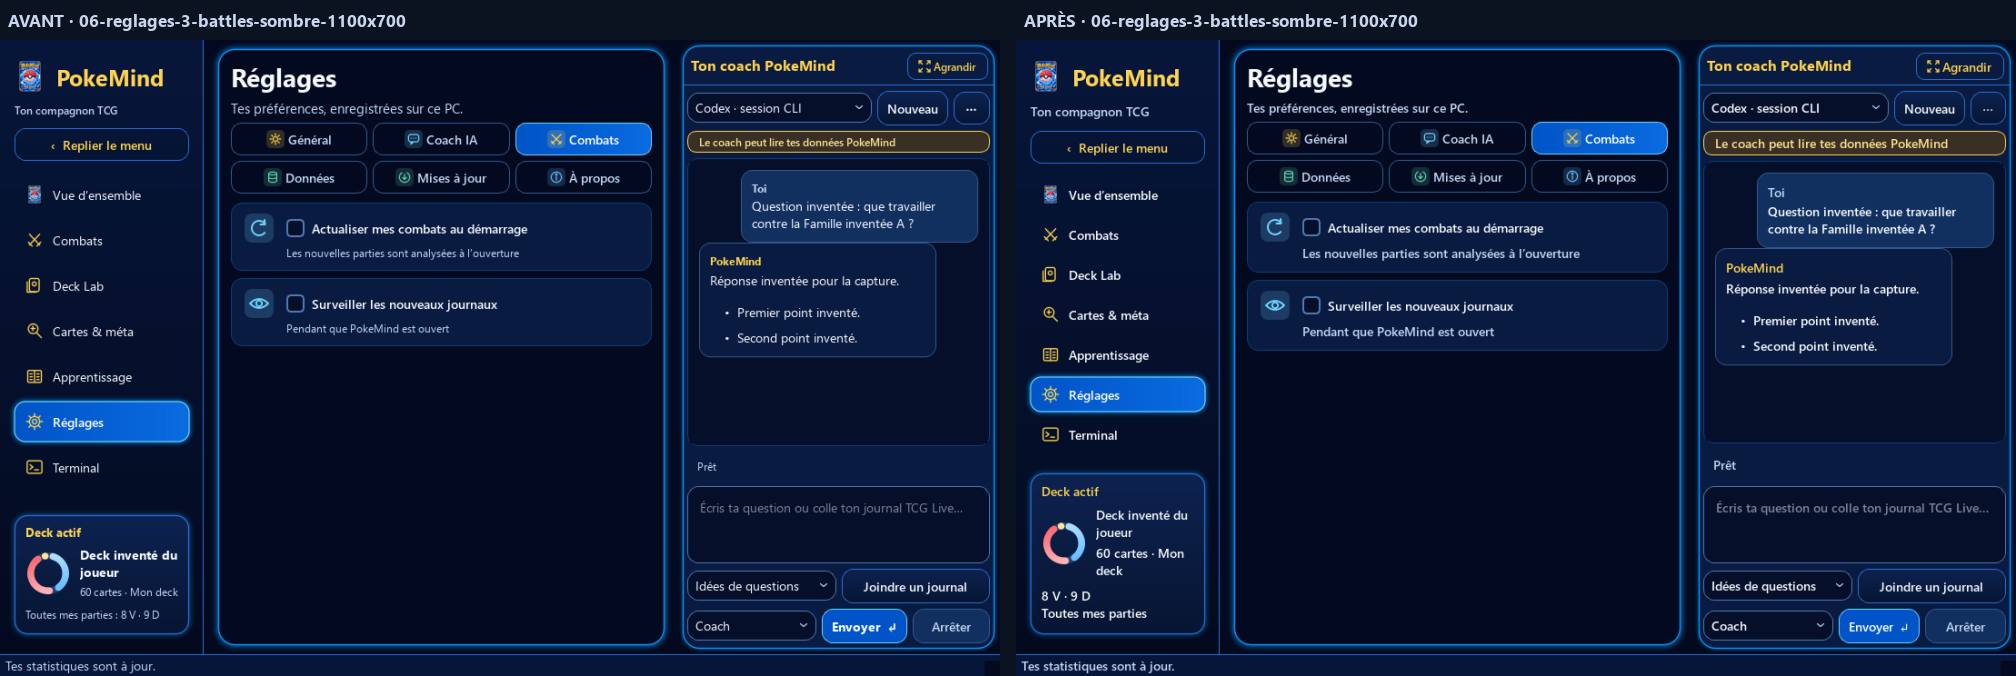 AVANT · 06-reglages-3-battles-sombre-1100x700
PokeMind
Ton compagnon TCG
‹ Replier le menu
Vue d'ensemble
Combats
Deck Lab
Cartes & méta
Apprentissage
Réglages
Terminal
Deck actif
Deck inventé du
joueur
60 cartes · Mon deck
Toutes mes parties : 8 V · 9 D
Réglages
Tes préférences, enregistrées sur ce PC.
Général
Coach IA
Combats
Données
Mises à jour
À propos
Actualiser mes combats au démarrage
Les nouvelles parties sont analysées à l'ouverture
Surveiller les nouveaux journaux
Pendant que PokeMind est ouvert
Ton coach PokeMind
Agrandir
Codex · session CLI
Nouveau
...
Le coach peut lire tes données PokeMind
Toi
Question inventée : que travailler
contre la Famille inventée A ?
PokeMind
Réponse inventée pour la capture.
• Premier point inventé.
• Second point inventé.
Prêt
Écris ta question ou colle ton journal TCG Live...
Idées de questions
Joindre un journal
Coach
Envoyer ↲
Arrêter
Tes statistiques sont à jour.
APRÈS · 06-reglages-3-battles-sombre-1100x700
PokeMind
Ton compagnon TCG
‹ Replier le menu
Vue d'ensemble
Combats
Deck Lab
Cartes & méta
Apprentissage
Réglages
Terminal
Deck actif
Deck inventé du
joueur
60 cartes · Mon
deck
8 V · 9 D
Toutes mes parties
Réglages
Tes préférences, enregistrées sur ce PC.
Général
Coach IA
Combats
Données
Mises à jour
À propos
Actualiser mes combats au démarrage
Les nouvelles parties sont analysées à l'ouverture
Surveiller les nouveaux journaux
Pendant que PokeMind est ouvert
Ton coach PokeMind
Agrandir
Codex · session CLI
Nouveau
...
Le coach peut lire tes données PokeMind
Toi
Question inventée : que travailler
contre la Famille inventée A ?
PokeMind
Réponse inventée pour la capture.
• Premier point inventé.
• Second point inventé.
Prêt
Écris ta question ou colle ton journal TCG Live...
Idées de questions
Joindre un journal
Coach
Envoyer ↲
Arrêter
Tes statistiques sont à jour.